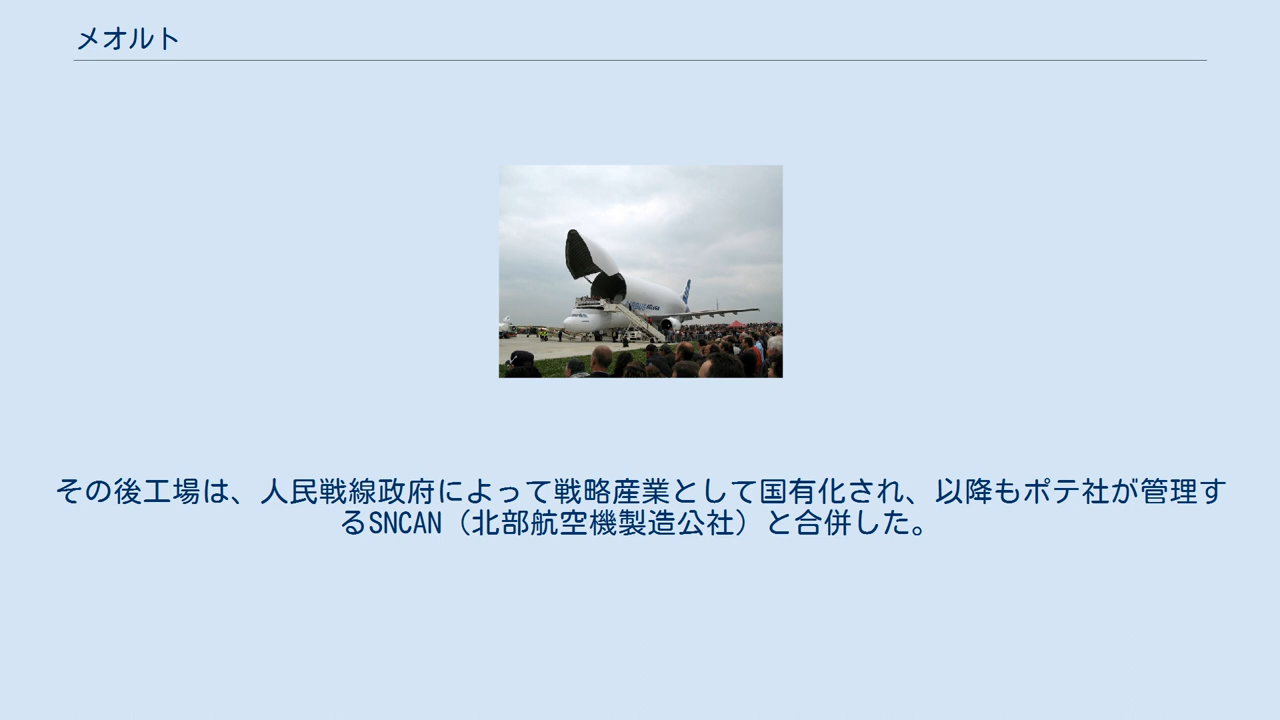 メオルト
その後工場は、人民戦線政府によって戦略産業として国有化され、以降もポテ社が管理す
るSNCAN（北部航空機製造公社）と合併した。